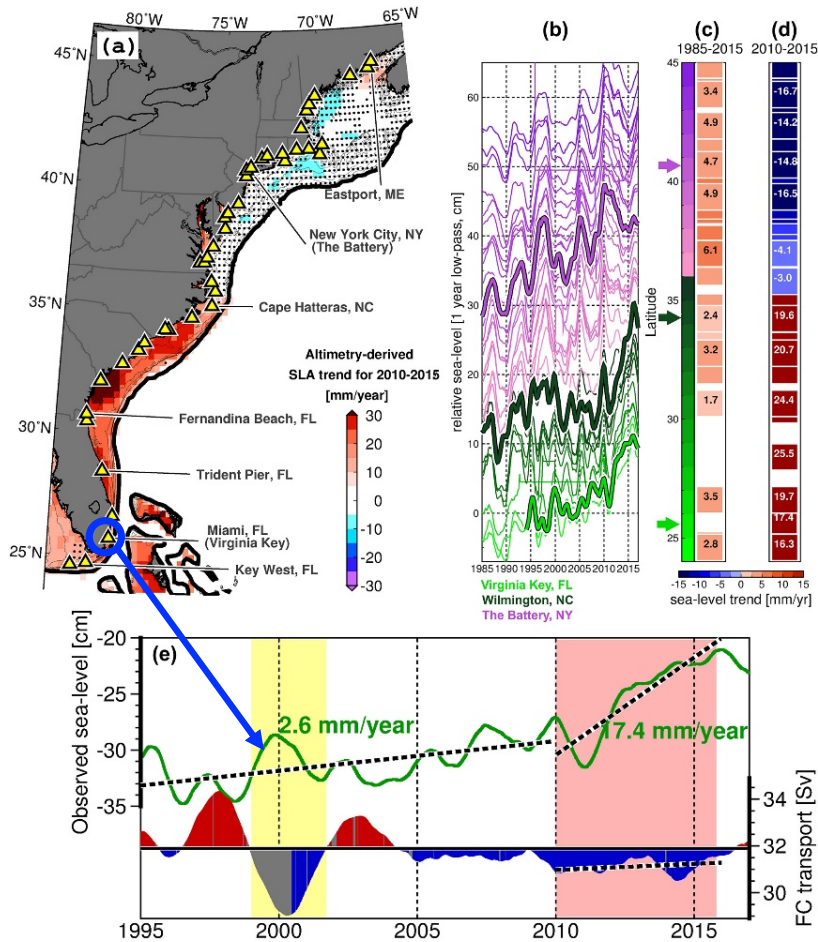 80°W
75°W
70°W
65°W
45°N
40°N
35°N
30°N
25°N
(a)
Eastport, ME
New York City, NY
(The Battery)
Cape Hatteras, NC
Altimetry-derived
SLA trend for 2010-2015
[mm/year]
30
20
10
0
-10
-20
-30
Fernandina Beach, FL
Trident Pier, FL
Miami, FL
(Virginia Key)
Key West, FL
(b)
relative sea-level [1 year low-pass, cm]
60
50
40
30
20
10
0
1985 1990 1995 2000 2005 2010 2015
Virginia Key, FL
Wilmington, NC
The Battery, NY
Latitude
45
40
35
30
25
(c)
1985-2015
3.4
4.9
4.7
4.9
6.1
2.4
3.2
1.7
3.5
2.8
(d)
2010-2015
-16.7
-14.2
-14.8
-16.5
-4.1
-3.0
19.6
20.7
24.4
25.5
19.7
17.4
16.3
-15 -10 -5 0 5 10 15
sea-level trend [mm/yr]
(e)
Observed sea-level [cm]
-20
-25
-30
-35
2.6 mm/year
17.4 mm/year
FC transport [Sv]
34
32
30
1995
2000
2005
2010
2015